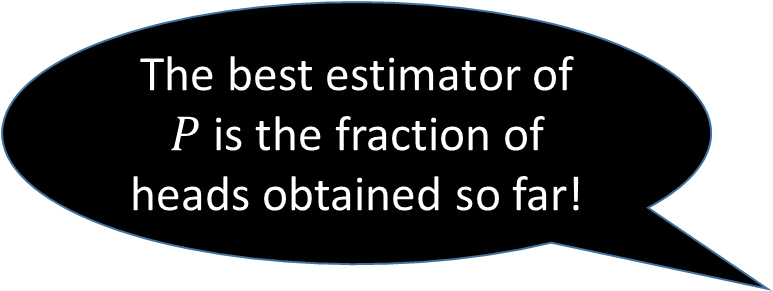 The best estimator of
P is the fraction of
heads obtained so far!